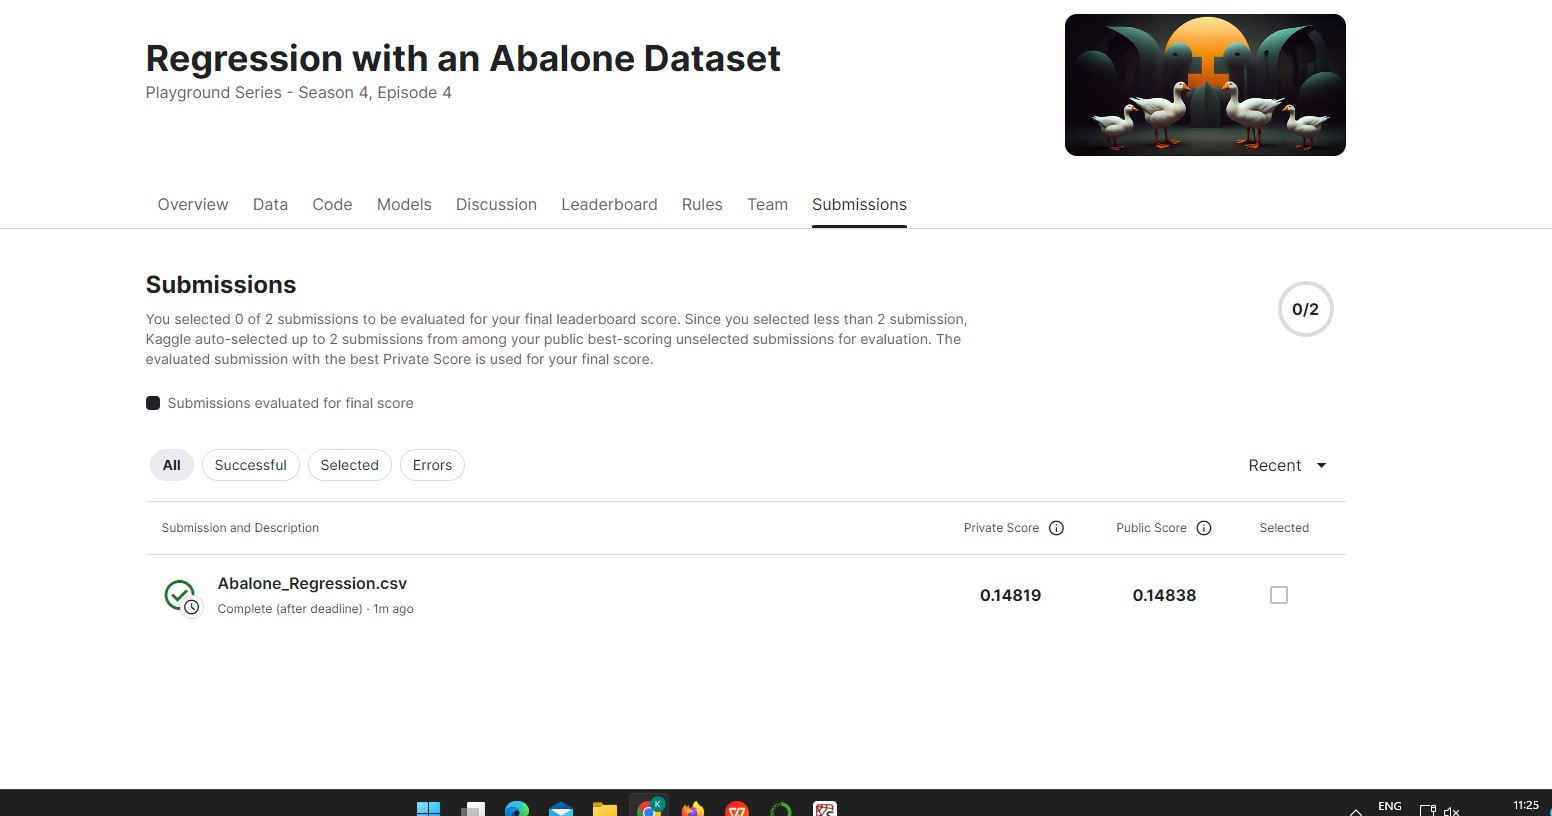 Regression with an Abalone Dataset
Playground Series - Season 4, Episode 4
Overview Data Code Models Discussion Leaderboard Rules Team Submissions
Submissions
0/2
You selected 0 of 2 submissions to be evaluated for your final leaderboard score. Since you selected less than 2 submission,
Kaggle auto-selected up to 2 submissions from among your public best-scoring unselected submissions for evaluation. The
evaluated submission with the best Private Score is used for your final score.
Submissions evaluated for final score
All Successful Selected Errors Recent
Submission and Description Private Score Public Score Selected
Abalone_Regression.csv
Complete (after deadline) · 1m ago 0.14819 0.14838
K
ENG 11:25